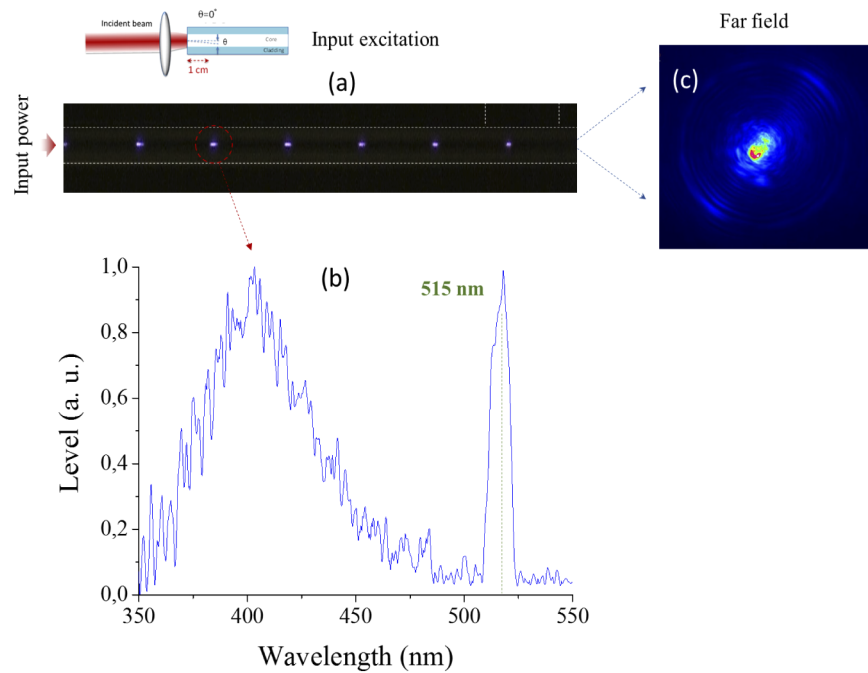 Incident beam
θ=0°
Core
θ
Cladding
1 cm
Input excitation
Far field
(a)
(c)
Input power
(b)
515 nm
Level (a. u.)
1,0
0,8
0,6
0,4
0,2
0,0
350
400
450
500
550
Wavelength (nm)